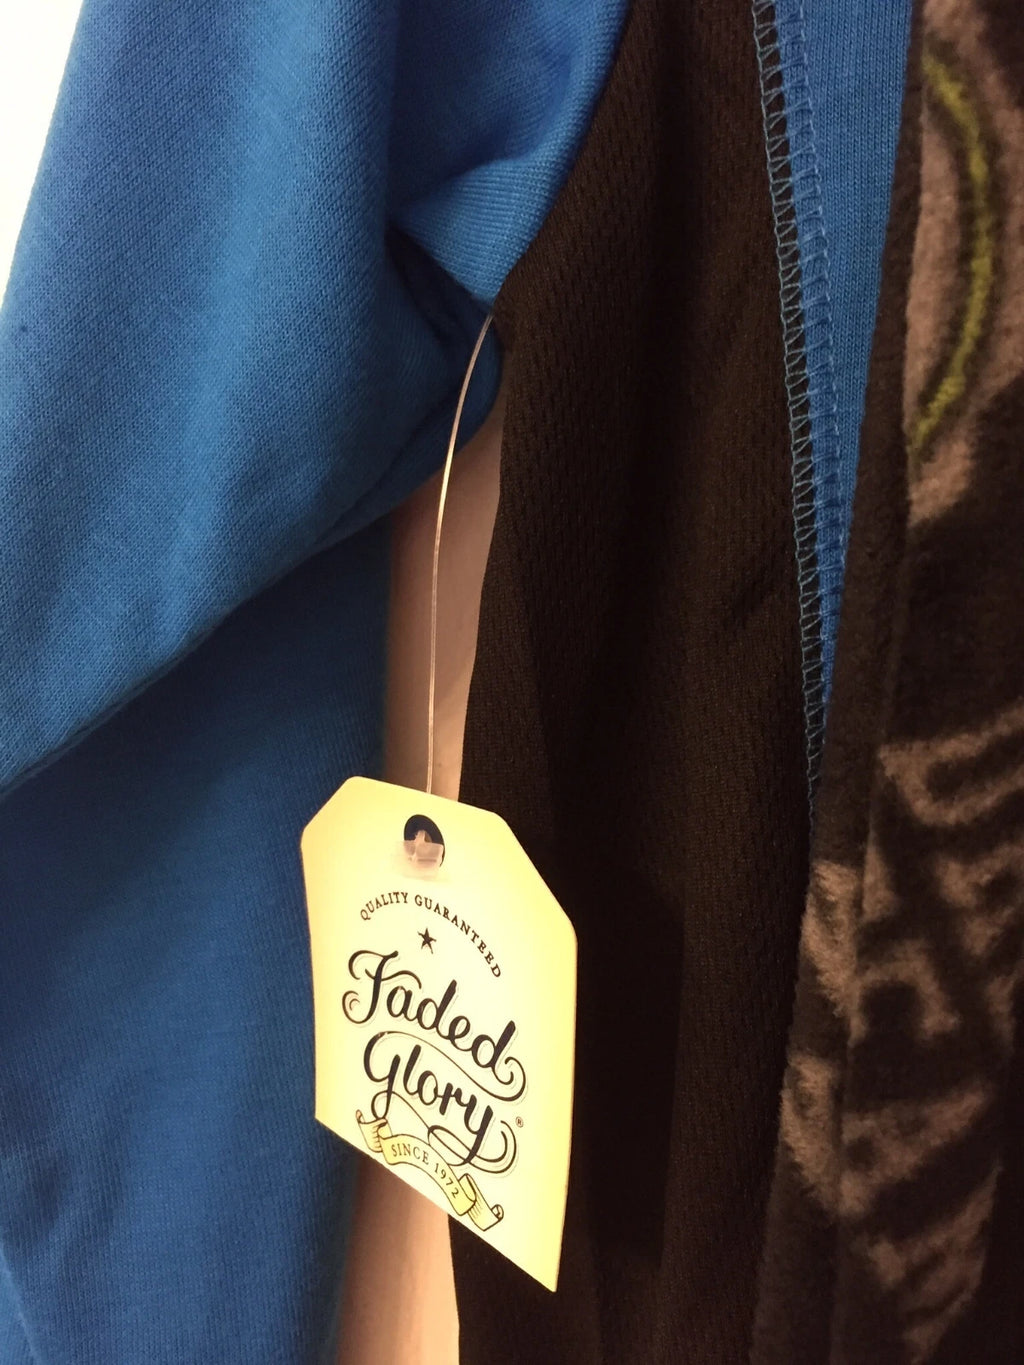 QUALITY GUARANTEED
Faded
Glory®
SINCE 1972